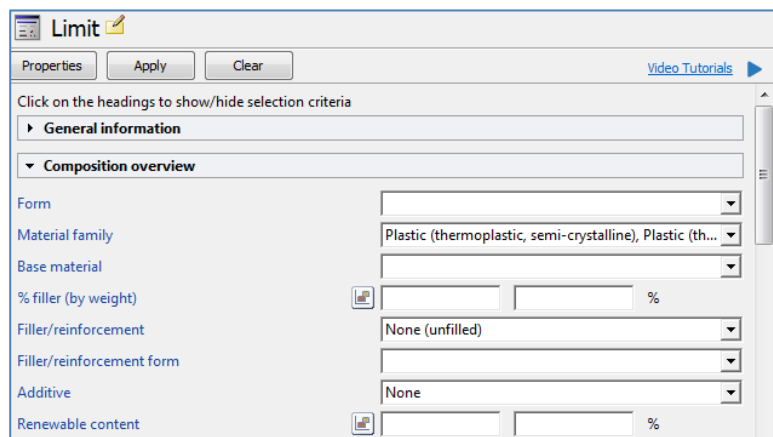 Limit
Properties Apply Clear Video Tutorials
Click on the headings to show/hide selection criteria
General information
Composition overview
Form
Material family Plastic (thermoplastic, semi-crystalline), Plastic (th...
Base material
% filler (by weight) %
Filler/reinforcement None (unfilled)
Filler/reinforcement form
Additive None
Renewable content %